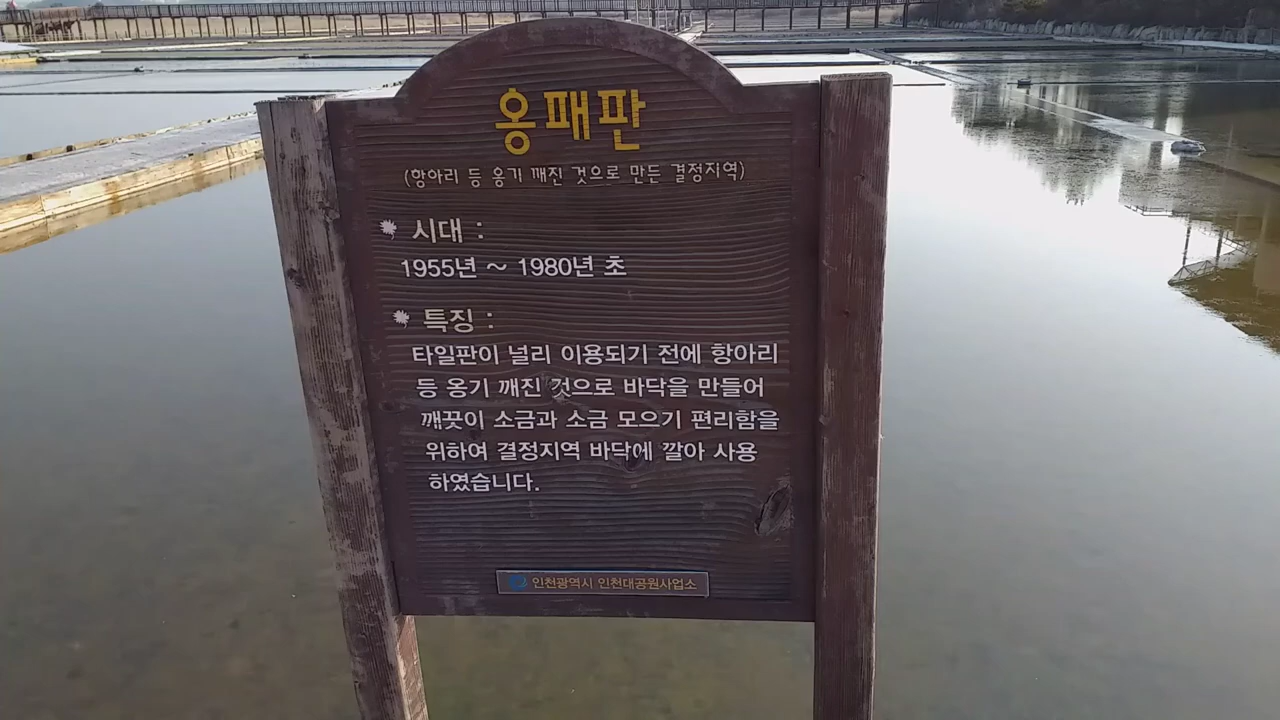 옹패판
(항아리 등 옹기 깨진 것으로 만든 결정지역)
시대 :
1955년 ~ 1980년 초
특징 :
타일판이 널리 이용되기 전에 항아리
등 옹기 깨진 것으로 바닥을 만들어
깨끗이 소금과 소금 모으기 편리함을
위하여 결정지역 바닥에 깔아 사용
하였습니다.
인천광역시 인천대공원사업소